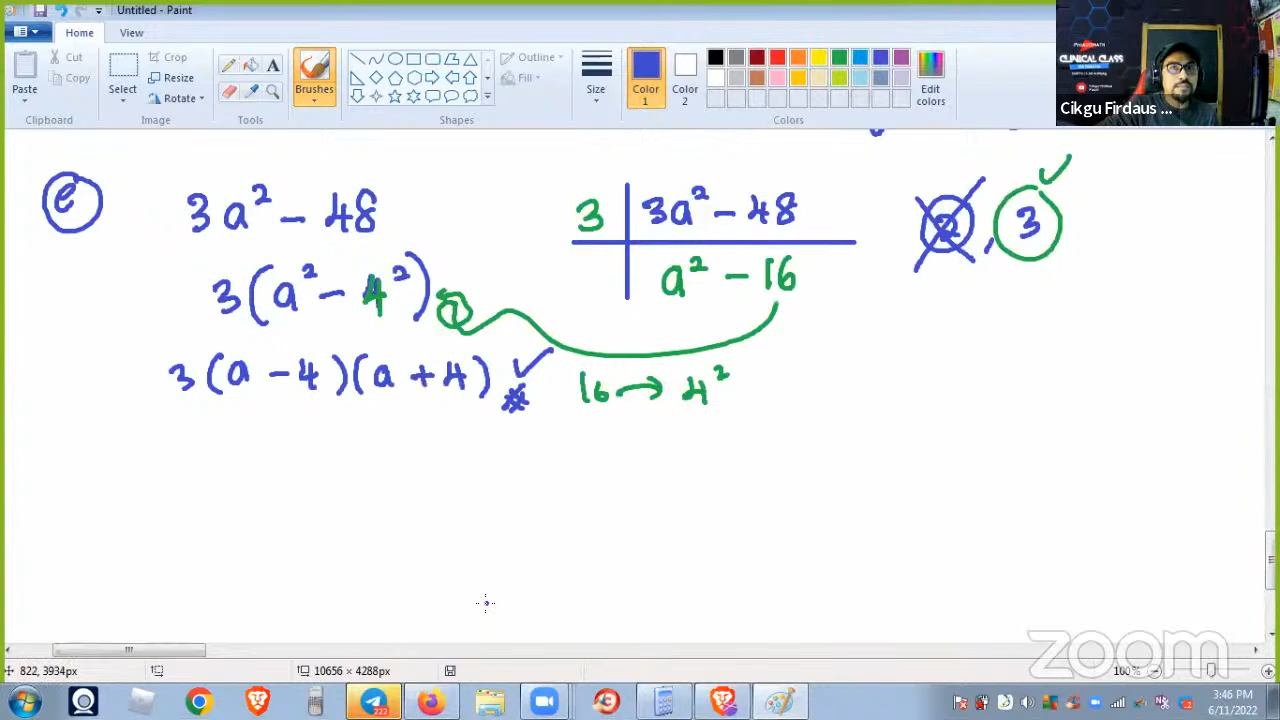 Untitled - Paint
Home View
Paste
Cut
Copy
Clipboard
Select
Crop
Resize
Rotate
Image
Tools
Brushes
Shapes
Outline
Fill
Size
Color 1
Color 2
Edit colors
Colors
CLINICAL CLASS
Cikgu Firdaus ...
e
3a² – 48
3 | 3a² – 48
a² – 16
2, 3
3(a² – 4²)
3(a – 4)(a + 4)
16 → 4²
zoom
822, 3934px
10656 × 4288px
100%
3:46 PM
6/11/2022